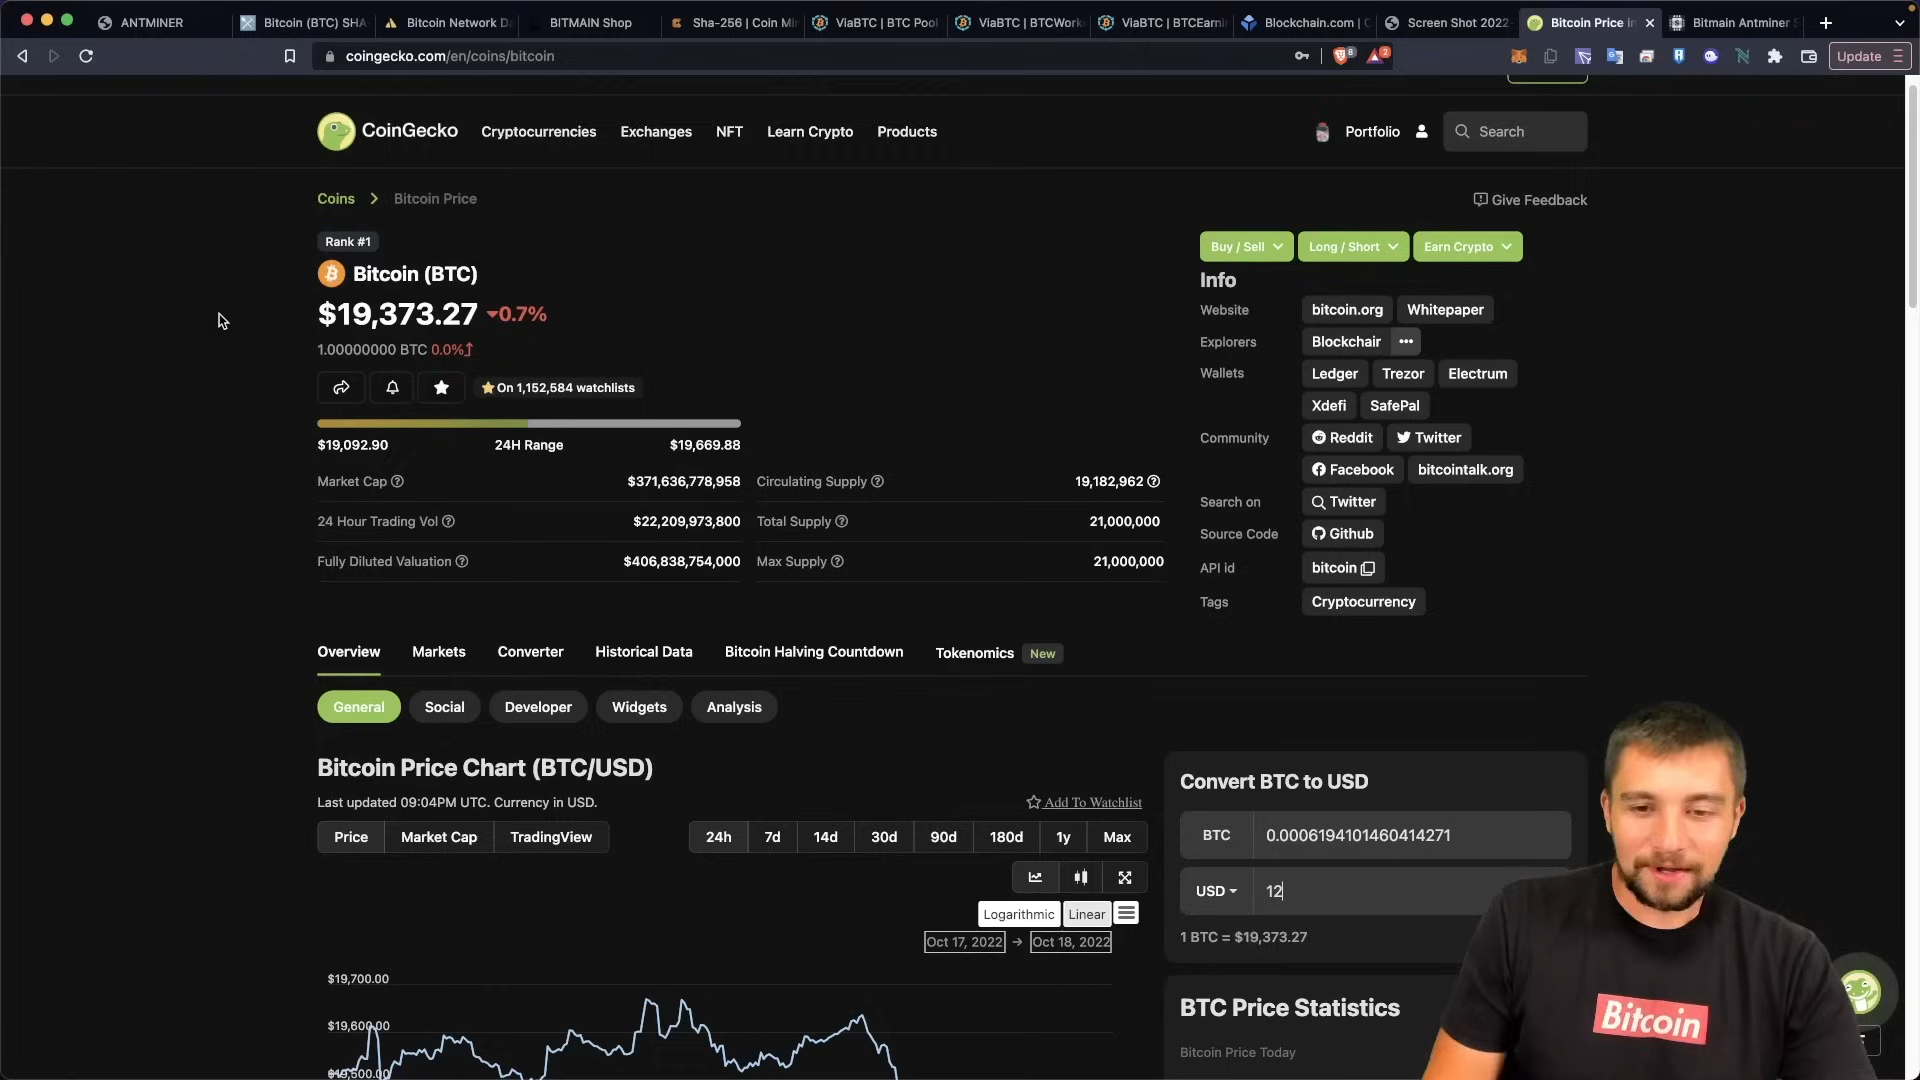 ANTMINER
Bitcoin (BTC) SHA-
Bitcoin Network Da
BITMAIN Shop
Sha-256 | Coin Min
ViaBTC | BTC Pool
ViaBTC | BTCWork
ViaBTC | BTCEarni
Blockchain.com | C
Screen Shot 2022-
Bitcoin Price in
Bitmain Antminer S
coingecko.com/en/coins/bitcoin
8
2
Update
CoinGecko
Cryptocurrencies
Exchanges
NFT
Learn Crypto
Products
Portfolio
Search
Coins > Bitcoin Price
Give Feedback
Rank #1
Bitcoin (BTC)
$19,373.27 0.7%
1.00000000 BTC 0.0%
On 1,152,584 watchlists
$19,092.90 24H Range $19,669.88
Market Cap $371,636,778,958
24 Hour Trading Vol $22,209,973,800
Fully Diluted Valuation $406,838,754,000
Circulating Supply 19,182,962
Total Supply 21,000,000
Max Supply 21,000,000
Buy / Sell
Long / Short
Earn Crypto
Info
Website bitcoin.org Whitepaper
Explorers Blockchair •••
Wallets Ledger Trezor Electrum
Xdefi SafePal
Community Reddit Twitter
Facebook bitcointalk.org
Search on Twitter
Source Code Github
API id bitcoin
Tags Cryptocurrency
Overview
Markets
Converter
Historical Data
Bitcoin Halving Countdown
Tokenomics New
General
Social
Developer
Widgets
Analysis
Bitcoin Price Chart (BTC/USD)
Last updated 09:04PM UTC. Currency in USD.
Add To Watchlist
Price
Market Cap
TradingView
24h 7d 14d 30d 90d 180d 1y Max
Logarithmic Linear
Oct 17, 2022 → Oct 18, 2022
$19,700.00
$19,600.00
$19,500.00
Convert BTC to USD
BTC 0.0006194101460414271
USD 12
1 BTC = $19,373.27
BTC Price Statistics
Bitcoin Price Today
Bitcoin